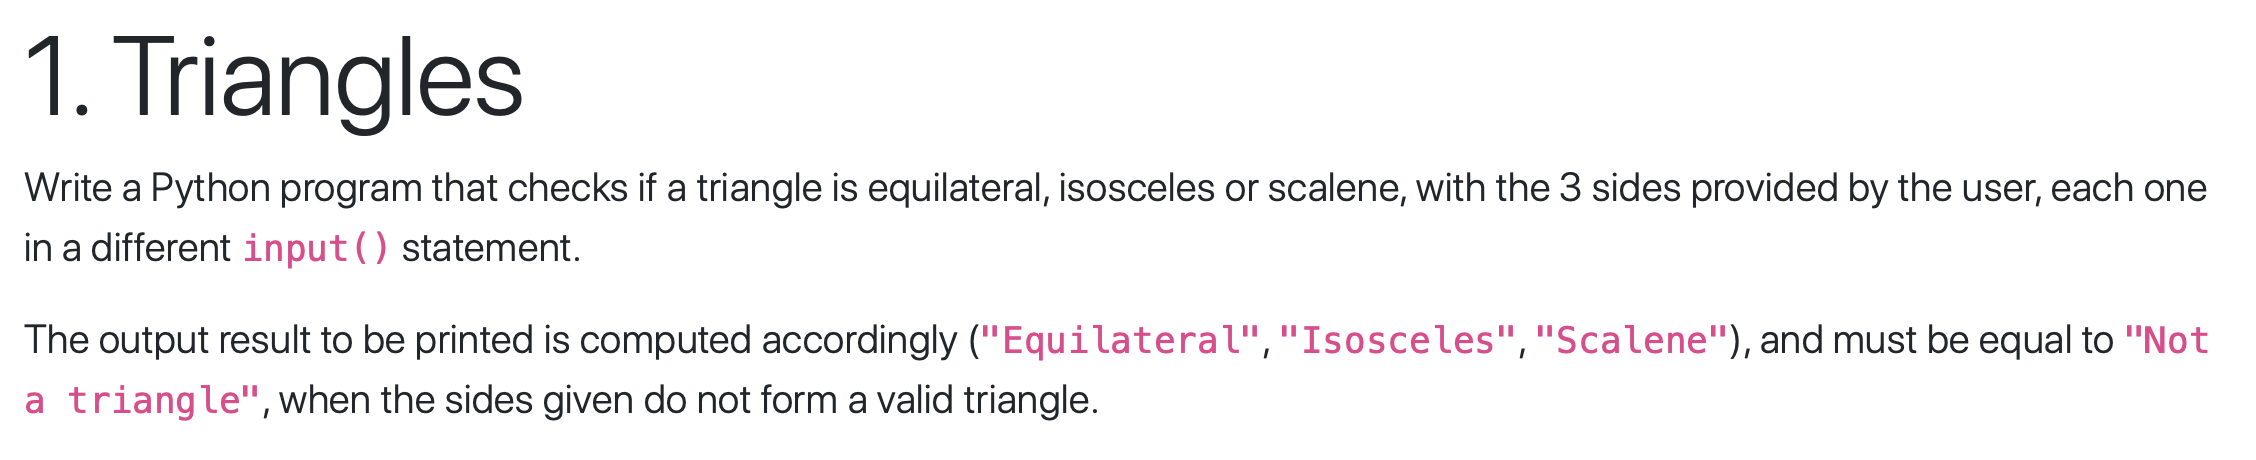 1. Triangles
Write a Python program that checks if a triangle is equilateral, isosceles or scalene, with the 3 sides provided by the user, each one
in a different input() statement.
The output result to be printed is computed accordingly ("Equilateral", "Isosceles", "Scalene"), and must be equal to "Not
a triangle", when the sides given do not form a valid triangle.